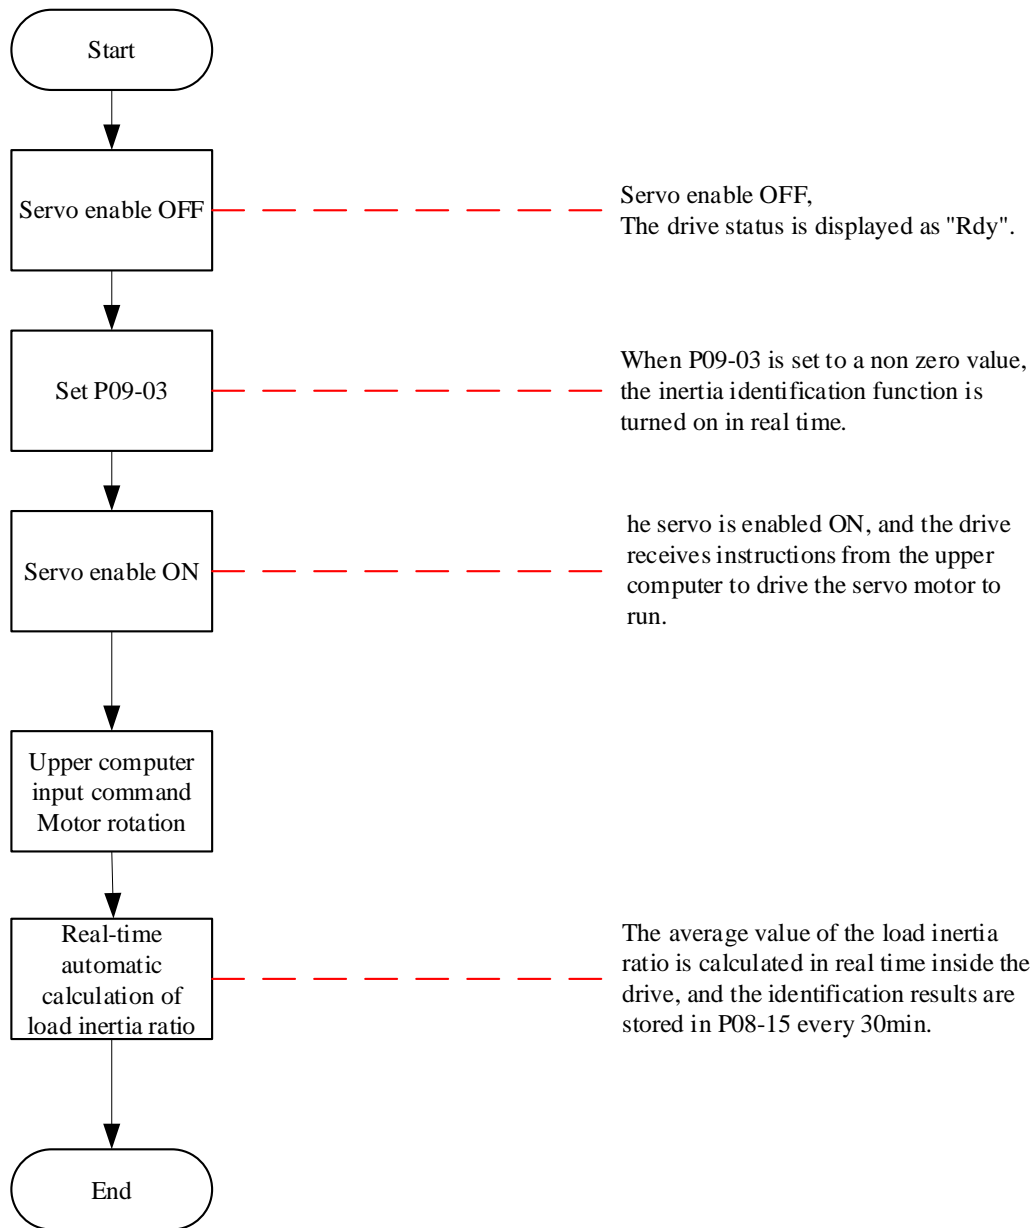 Start
Servo enable OFF
Servo enable OFF,
The drive status is displayed as "Rdy".
Set P09-03
When P09-03 is set to a non zero value,
the inertia identification function is
turned on in real time.
Servo enable ON
he servo is enabled ON, and the drive
receives instructions from the upper
computer to drive the servo motor to
run.
Upper computer
input command
Motor rotation
Real-time
automatic
calculation of
load inertia ratio
The average value of the load inertia
ratio is calculated in real time inside the
drive, and the identification results are
stored in P08-15 every 30min.
End